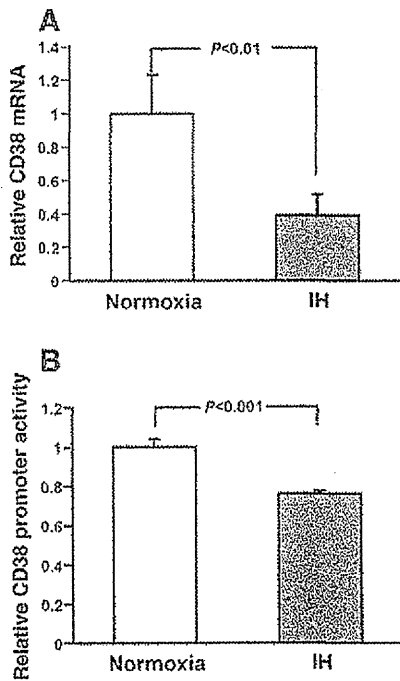 A
Relative CD38 mRNA
1.4
1.2
1
0.8
0.6
0.4
0.2
0
P<0.01
Normoxia
IH
B
Relative CD38 promoter activity
1.2
1
0.8
0.6
0.4
0.2
0
P<0.001
Normoxia
IH